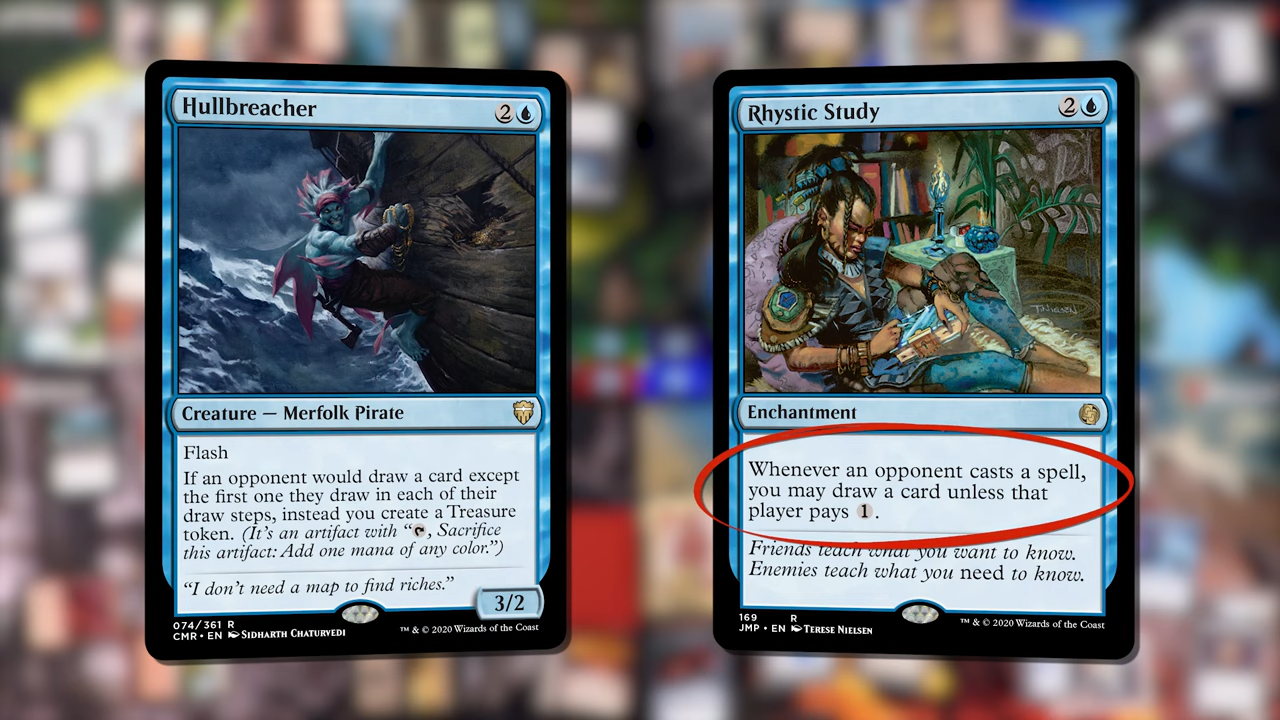 Hullbreacher 2
Creature — Merfolk Pirate
Flash
If an opponent would draw a card except
the first one they draw in each of their
draw steps, instead you create a Treasure
token. (It's an artifact with “, Sacrifice
this artifact: Add one mana of any color.”)
“I don't need a map to find riches.”
3/2
074/361 R
CMR • EN SIDHARTH CHATURVEDI
™ & © 2020 Wizards of the Coast
Rhystic Study 2
T.NIELSEN
Enchantment
Whenever an opponent casts a spell,
you may draw a card unless that
player pays 1.
Friends teach what you want to know.
Enemies teach what you need to know.
169 R
JMP • EN TERESE NIELSEN
™ & © 2020 Wizards of the Coast